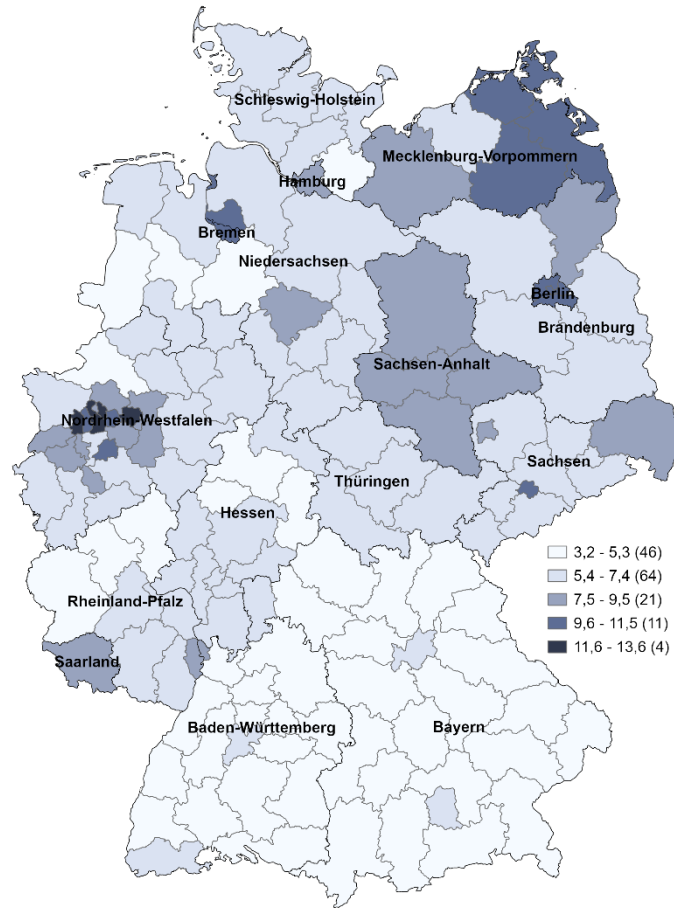 Schleswig-Holstein
Mecklenburg-Vorpommern
Hamburg
Bremen
Niedersachsen
Berlin
Brandenburg
Sachsen-Anhalt
Nordrhein-Westfalen
Sachsen
Thüringen
Hessen
3,2 - 5,3 (46)
5,4 - 7,4 (64)
7,5 - 9,5 (21)
9,6 - 11,5 (11)
11,6 - 13,6 (4)
Rheinland-Pfalz
Saarland
Baden-Württemberg
Bayern